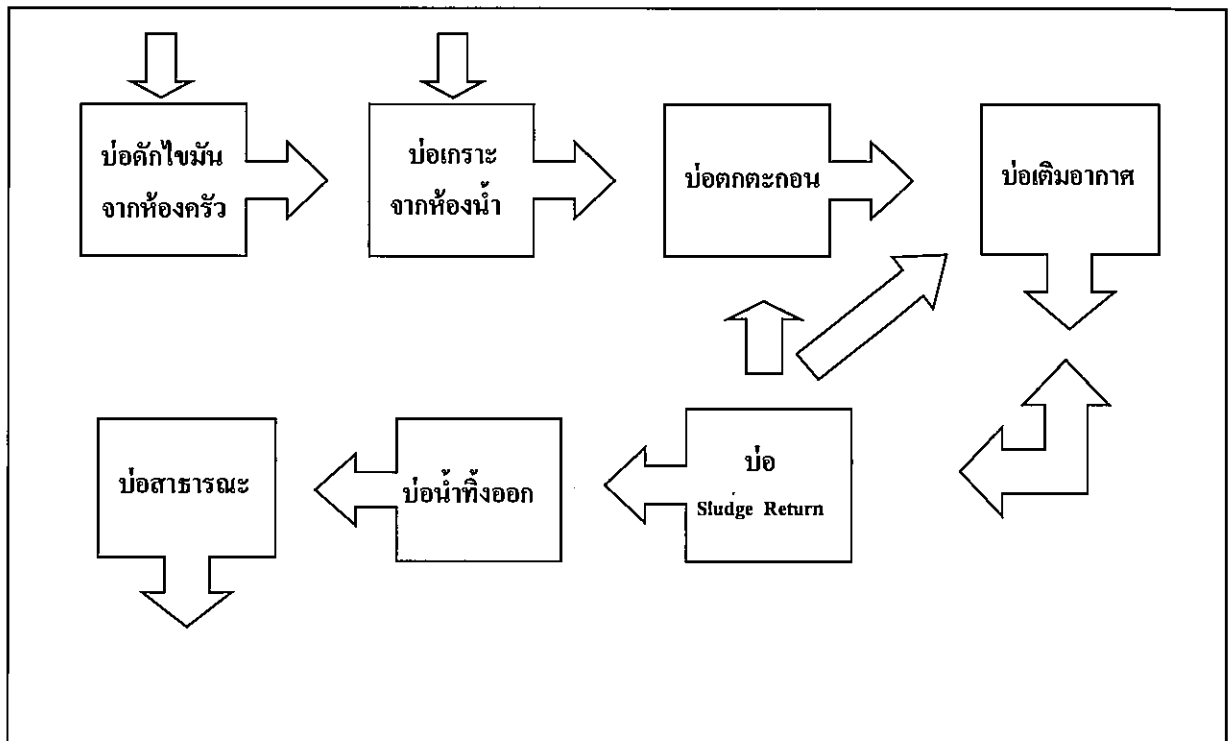 บ่อดักไขมัน
จากห้องครัว
บ่อเกราะ
จากห้องน้ำ
บ่อตกตะกอน
บ่อเติมอากาศ
บ่อสาธารณะ
บ่อน้ำทิ้งออก
บ่อ
Sludge Return